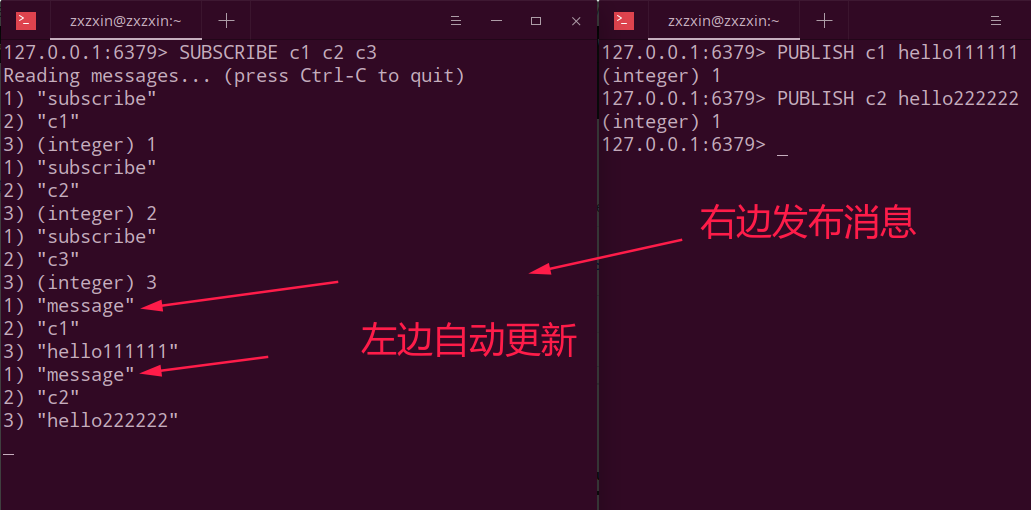 zxzxin@zxzxin:~
127.0.0.1:6379> SUBSCRIBE c1 c2 c3
Reading messages... (press Ctrl-C to quit)
1) "subscribe"
2) "c1"
3) (integer) 1
1) "subscribe"
2) "c2"
3) (integer) 2
1) "subscribe"
2) "c3"
3) (integer) 3
1) "message"
2) "c1"
3) "hello111111"
1) "message"
2) "c2"
3) "hello222222"
左边自动更新
zxzxin@zxzxin:~
127.0.0.1:6379> PUBLISH c1 hello111111
(integer) 1
127.0.0.1:6379> PUBLISH c2 hello222222
(integer) 1
127.0.0.1:6379>
右边发布消息